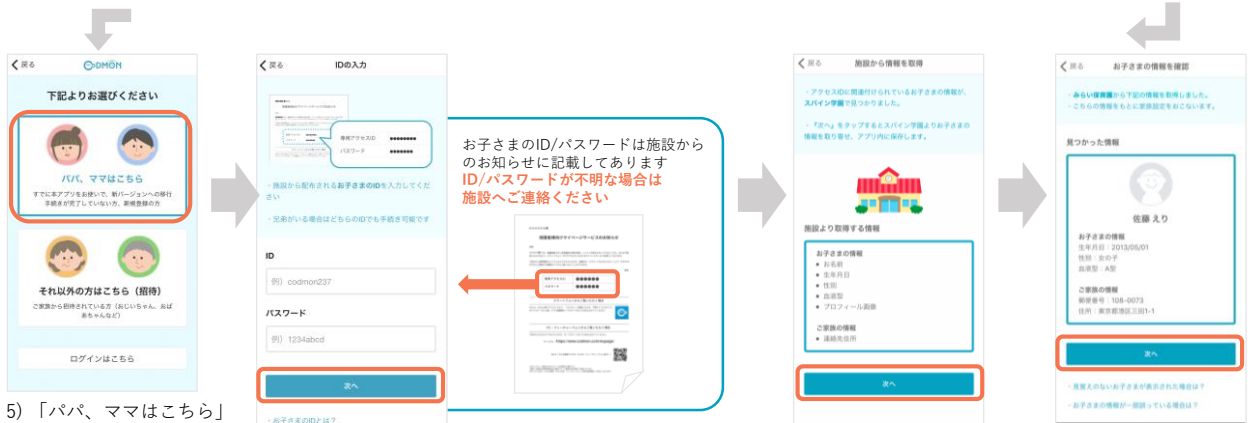 戻る
CoDMON
下記よりお選びください
パパ、ママはこちら
すでに本アプリをお使いで、新バージョンへの移行
手続きが完了していない方、新規登録の方
それ以外の方はこちら（招待）
ご家族から招待されている方（おじいちゃん、おば
あちゃんなど）
ログインはこちら
5）「パパ、ママはこちら」
戻る
IDの入力
専用アクセスID
パスワード
・施設から配布されるお子さまのIDを入力してくだ
さい
・兄弟がいる場合はどちらのIDでも手続き可能です
ID
例）codmon237
パスワード
例）1234abcd
次へ
・お子さまのIDとは？
お子さまのID/パスワードは施設から
のお知らせに記載してあります
ID/パスワードが不明な場合は
施設へご連絡ください
戻る
施設から情報を取得
・アクセスIDに関連付けられているお子さまの情報が、
スパイン学園で見つかりました。
・『次へ』をタップするとスパイン学園よりお子さまの
情報を取り寄せ、アプリ内に保存します。
施設より取得する情報
お子さまの情報
● お名前
● 生年月日
● 性別
● 血液型
● プロフィール画像
ご家族の情報
● 連絡先住所
次へ
戻る
お子さまの情報を確認
・みらい保育園から下記の情報を取得しました。
・こちらの情報をもとに家族設定をおこないます。
見つかった情報
佐藤 えり
お子さまの情報
生年月日：2013/05/01
性別：女の子
血液型：A型
ご家族の情報
郵便番号：108-0073
住所：東京都港区三田1-1
次へ
・見覚えのないお子さまが表示された場合は？
・お子さまの情報が一部誤っている場合は？